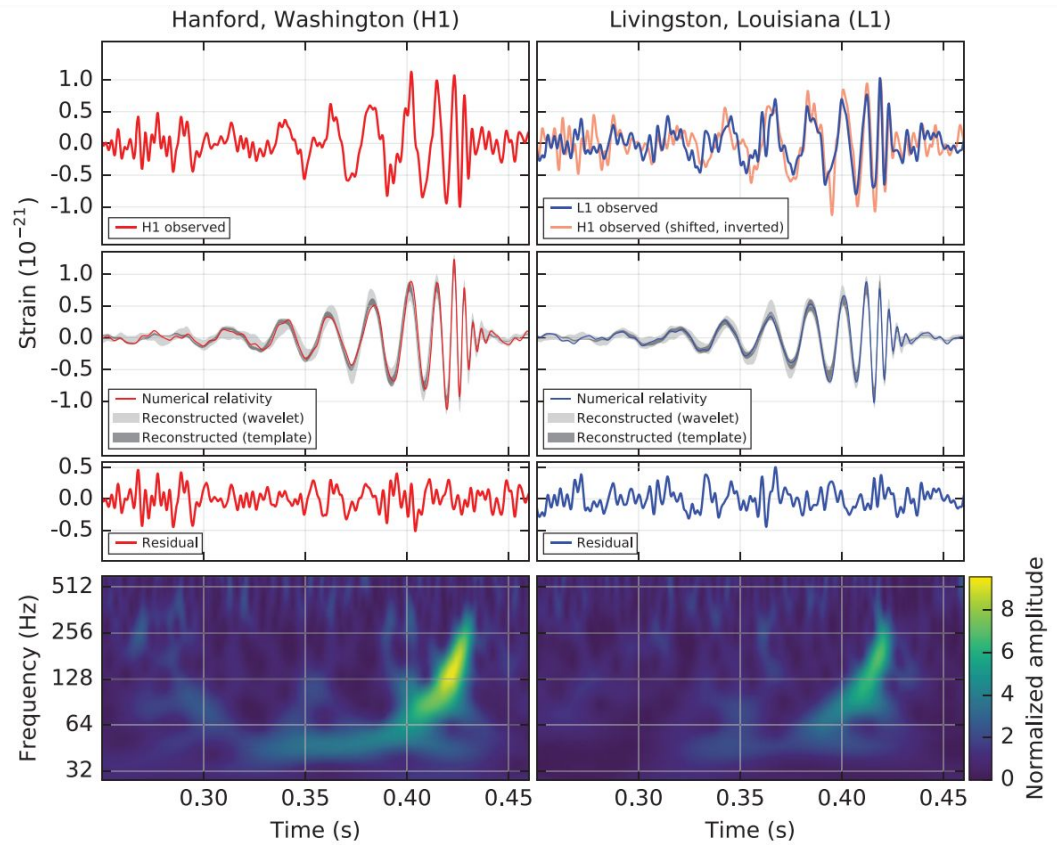 Hanford, Washington (H1)
Livingston, Louisiana (L1)
Strain (10⁻²¹)
1.0
0.5
0.0
-0.5
-1.0
H1 observed
L1 observed
H1 observed (shifted, inverted)
1.0
0.5
0.0
-0.5
-1.0
Numerical relativity
Reconstructed (wavelet)
Reconstructed (template)
Numerical relativity
Reconstructed (wavelet)
Reconstructed (template)
0.5
0.0
-0.5
Residual
Residual
Frequency (Hz)
512
256
128
64
32
Normalized amplitude
8
6
4
2
0
0.30
0.35
0.40
0.45
0.30
0.35
0.40
0.45
Time (s)
Time (s)